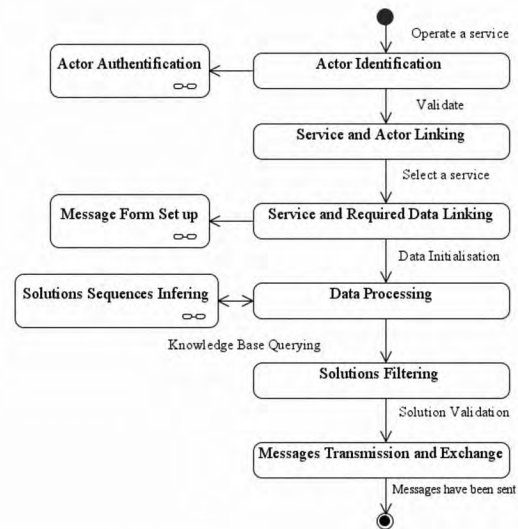 Operate a service
Actor Authentification
Actor Identification
Validate
Service and Actor Linking
Select a service
Message Form Set up
Service and Required Data Linking
Data Initialisation
Solutions Sequences Infering
Data Processing
Knowledge Base Querying
Solutions Filtering
Solution Validation
Messages Transmission and Exchange
Messages have been sent